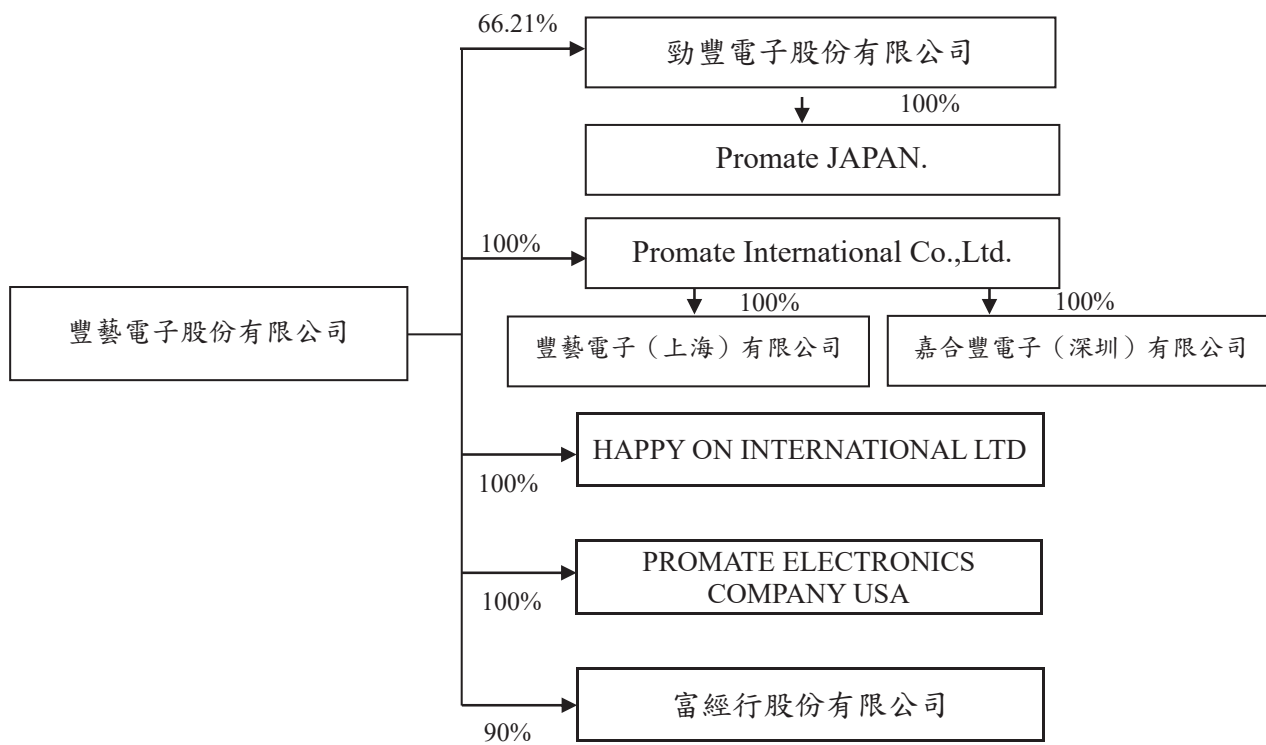 66.21%
勁豐電子股份有限公司
100%
Promate JAPAN.
100%
Promate International Co.,Ltd.
100%
100%
豐藝電子股份有限公司
豐藝電子（上海）有限公司
嘉合豐電子（深圳）有限公司
HAPPY ON INTERNATIONAL LTD
100%
PROMATE ELECTRONICS
COMPANY USA
100%
富經行股份有限公司
90%